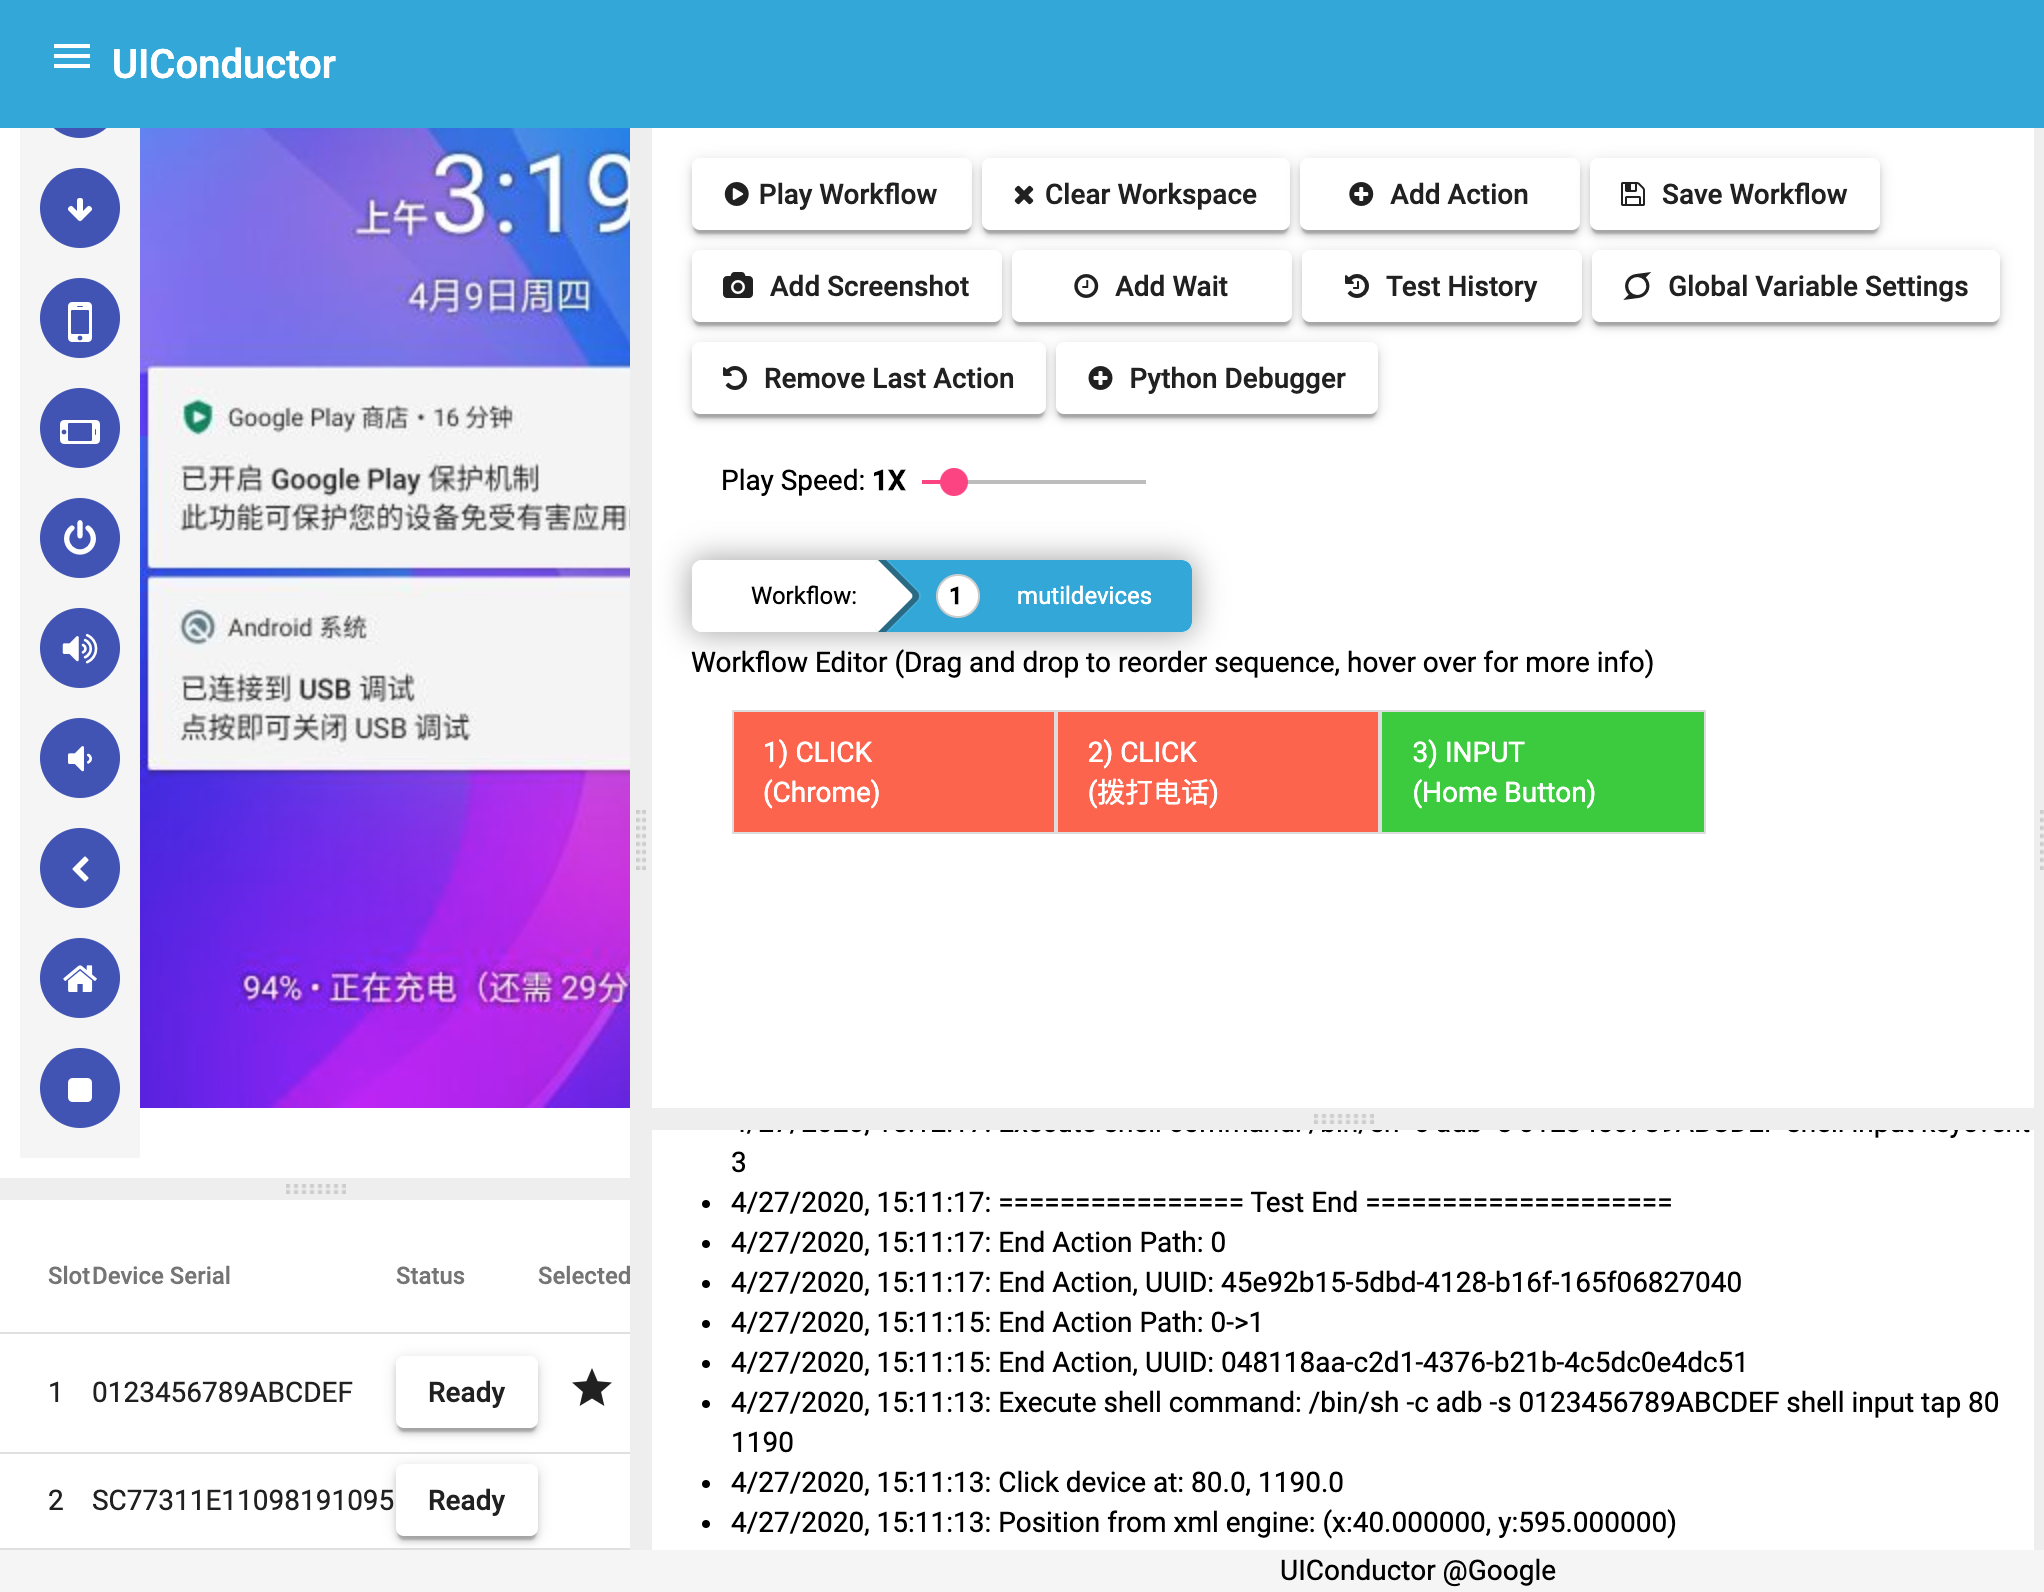 UIConductor
上午3:19
4月9日周四
Google Play 商店 • 16 分钟
已开启 Google Play 保护机制
此功能可保护您的设备免受有害应用
Android 系统
已连接到 USB 调试
点按即可关闭 USB 调试
94% • 正在充电（还需 29分
Slot Device Serial Status Selected
1 0123456789ABCDEF Ready
2 SC77311E11098191095 Ready
Play Workflow Clear Workspace Add Action Save Workflow
Add Screenshot Add Wait Test History Global Variable Settings
Remove Last Action Python Debugger
Play Speed: 1X
Workflow: 1 mutildevices
Workflow Editor (Drag and drop to reorder sequence, hover over for more info)
1) CLICK 2) CLICK 3) INPUT
(Chrome) (拨打电话) (Home Button)
3
• 4/27/2020, 15:11:17: ================ Test End ====================
• 4/27/2020, 15:11:17: End Action Path: 0
• 4/27/2020, 15:11:17: End Action, UUID: 45e92b15-5dbd-4128-b16f-165f06827040
• 4/27/2020, 15:11:15: End Action Path: 0->1
• 4/27/2020, 15:11:15: End Action, UUID: 048118aa-c2d1-4376-b21b-4c5dc0e4dc51
• 4/27/2020, 15:11:13: Execute shell command: /bin/sh -c adb -s 0123456789ABCDEF shell input tap 80
1190
• 4/27/2020, 15:11:13: Click device at: 80.0, 1190.0
• 4/27/2020, 15:11:13: Position from xml engine: (x:40.000000, y:595.000000)
UIConductor @Google